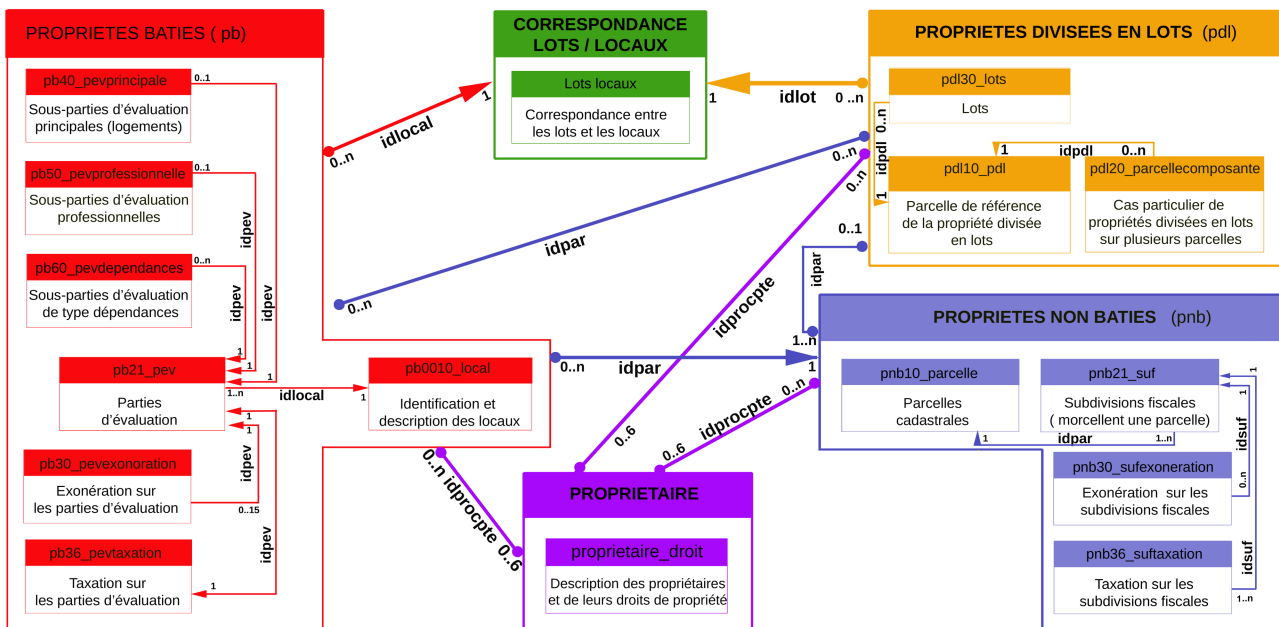 PROPRIETES BATIES ( pb)
pb40_pevprincipale
Sous-parties d’évaluation
principales (logements)
0..1
pb50_pevprofessionnelle
Sous-parties d’évaluation
professionnelles
0..1
pb60_pevdependances
Sous-parties d’évaluation
de type dépendances
0..n
idpev
idpev
idpev
1
1
1
pb21_pev
Parties
d’évaluation
1..n
idlocal
1
pb0010_local
Identification et
description des locaux
1
1
pb30_pevexonoration
Exonération sur
les parties d’évaluation
idpev
0..15
pb36_pevtaxation
Taxation sur
les parties d’évaluation
idpev
1
CORRESPONDANCE
LOTS / LOCAUX
Lots locaux
Correspondance entre
les lots et les locaux
0..n
idlocal
1
1
idlot
0 ..n
PROPRIETES DIVISEES EN LOTS (pdl)
pdl30_lots
Lots
0..n
idpdl
1
1
idpdl
0..n
pdl10_pdl
Parcelle de référence
de la propriété divisée
en lots
pdl20_parcellecomposante
Cas particulier de
propriétés divisées en lots
sur plusieurs parcelles
0..n
idpar
0..n
0..n
idprocpte
0..6
0..1
idpar
1..n
0..n
idpar
1
PROPRIETES NON BATIES (pnb)
pnb10_parcelle
Parcelles
cadastrales
pnb21_suf
Subdivisions fiscales
( morcellent une parcelle)
1
idpar
1..n
1
1
idsuf
0..n
pnb30_sufexoneration
Exonération sur les
subdivisions fiscales
pnb36_suftaxation
Taxation sur les
subdivisions fiscales
idsuf
1..n
0..n
idprocpte
0..6
0..n idprocpte 0..6
PROPRIETAIRE
proprietaire_droit
Description des propriétaires
et de leurs droits de propriété